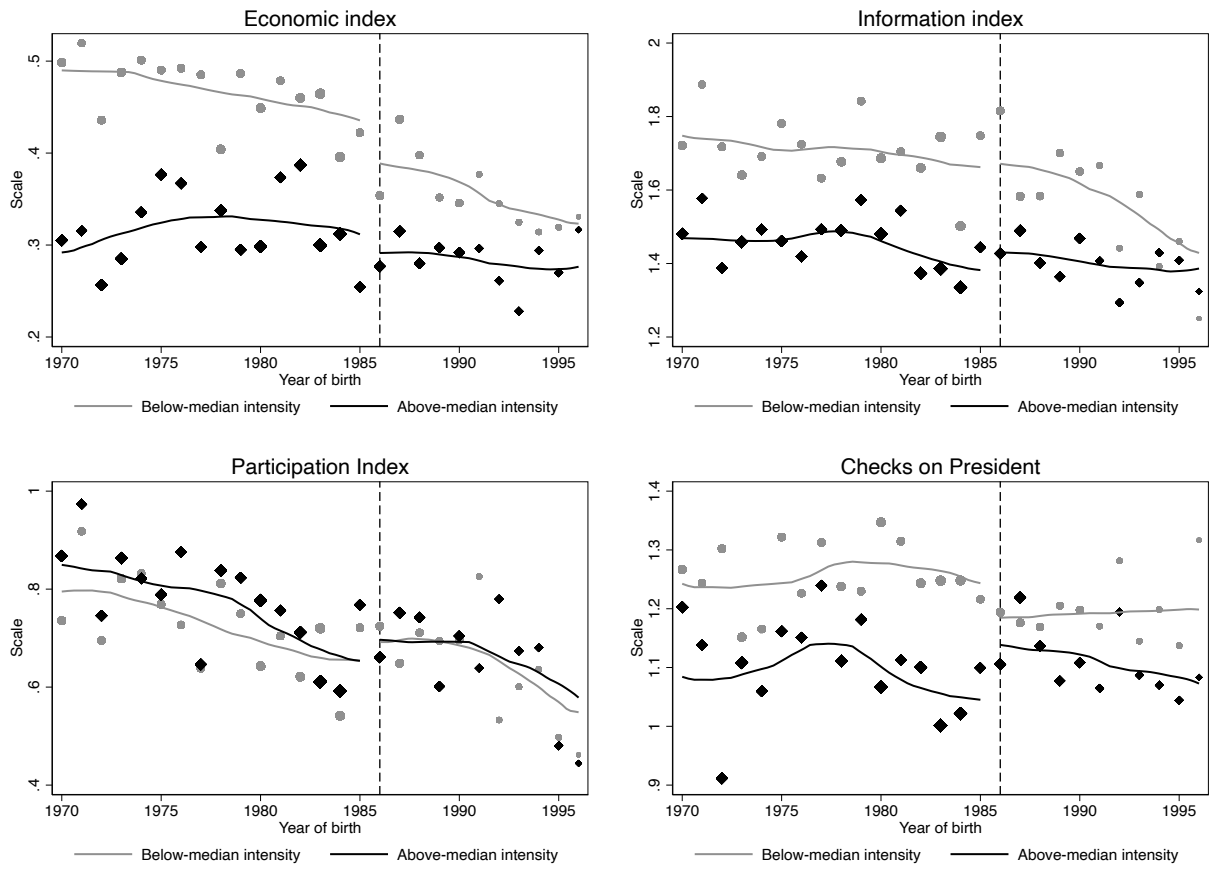 Economic index
Scale
.5
.4
.3
.2
1970 1975 1980 1985 1990 1995
Year of birth
Below-median intensity Above-median intensity
Information index
Scale
2
1.8
1.6
1.4
1.2
1970 1975 1980 1985 1990 1995
Year of birth
Below-median intensity Above-median intensity
Participation Index
Scale
1
.8
.6
.4
1970 1975 1980 1985 1990 1995
Year of birth
Below-median intensity Above-median intensity
Checks on President
Scale
1.4
1.3
1.2
1.1
1
.9
1970 1975 1980 1985 1990 1995
Year of birth
Below-median intensity Above-median intensity